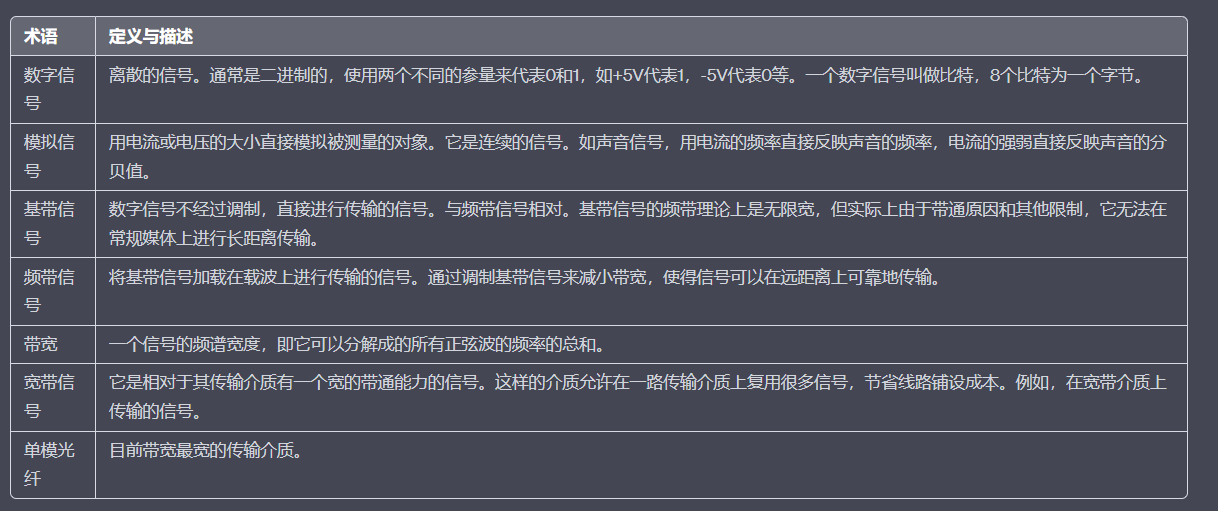 术语 定义与描述
数字信 离散的信号。通常是二进制的，使用两个不同的参量来代表0和1，如+5V代表1，-5V代表0等。一个数字信号叫做比特，8个比特为一个字节。
号
模拟信 用电流或电压的大小直接模拟被测量的对象。它是连续的信号。如声音信号，用电流的频率直接反映声音的频率，电流的强弱直接反映声音的分
号 贝值。
基带信 数字信号不经过调制，直接进行传输的信号。与频带信号相对。基带信号的频带理论上是无限宽，但实际上由于带通原因和其他限制，它无法在
号 常规媒体上进行长距离传输。
频带信 将基带信号加载在载波上进行传输的信号。通过调制基带信号来减小带宽，使得信号可以在远距离上可靠地传输。
号
带宽 一个信号的频谱宽度，即它可以分解成的所有正弦波的频率的总和。
宽带信 它是相对于其传输介质有一个宽的带通能力的信号。这样的介质允许在一路传输介质上复用很多信号，节省线路铺设成本。例如，在宽带介质上
号 传输的信号。
单模光 目前带宽最宽的传输介质。
纤